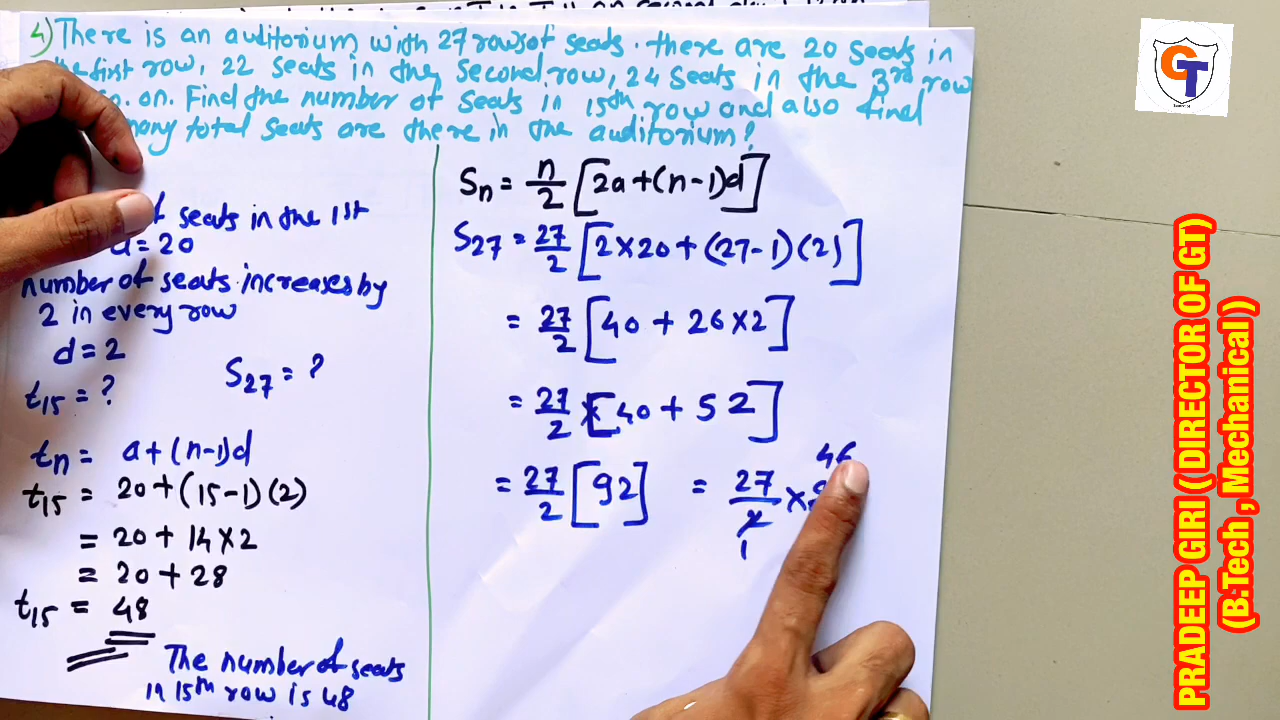 4) There is an auditorium with 27 rows of seats. there are 20 seats in
the first row, 22 seats in the second row, 24 seats in the 3rd row
so. on. Find the number of seats in 15th row and also find
many total seats are there in the auditorium?
of seats in the 1st
a = 20
number of seats increases by
2 in every row
d = 2
t15 = ?
S27 = ?
tn = a + (n-1)d
t15 = 20 + (15-1) (2)
= 20 + 14 × 2
= 20 + 28
t15 = 48
The number of seats
in 15th row is 48
Sn = n/2 [2a + (n-1)d]
S27 = 27/2 [2×20 + (27-1) (2)]
= 27/2 [40 + 26×2]
= 27/2 × [40 + 52]
= 27/2 [92] = 27/2 ×
46
1
GT
PRADEEP GIRI ( DIRECTOR OF GT)
(B.Tech , Mechanical )